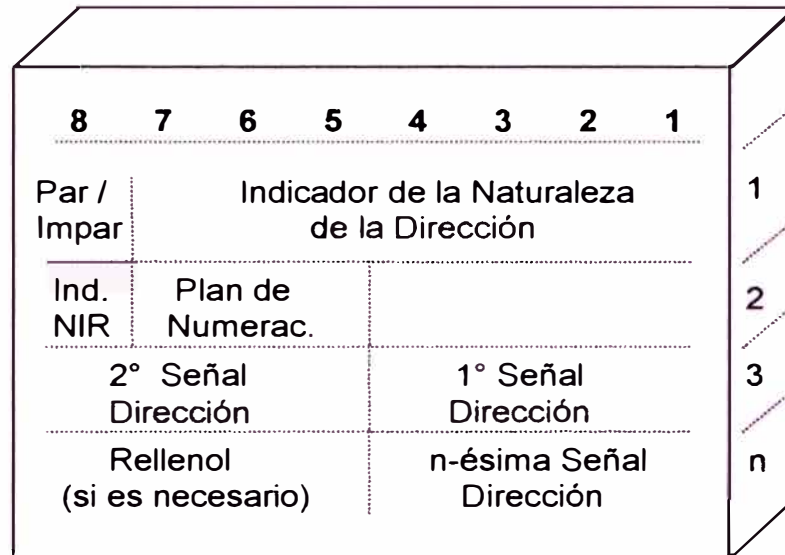 8 7 6 5 4 3 2 1
Par / Indicador de la Naturaleza 1
Impar de la Dirección
Ind. Plan de 2
NIR Numerac.
2° Señal 1° Señal 3
Dirección Dirección
Rellenol n-ésima Señal n
(si es necesario) Dirección